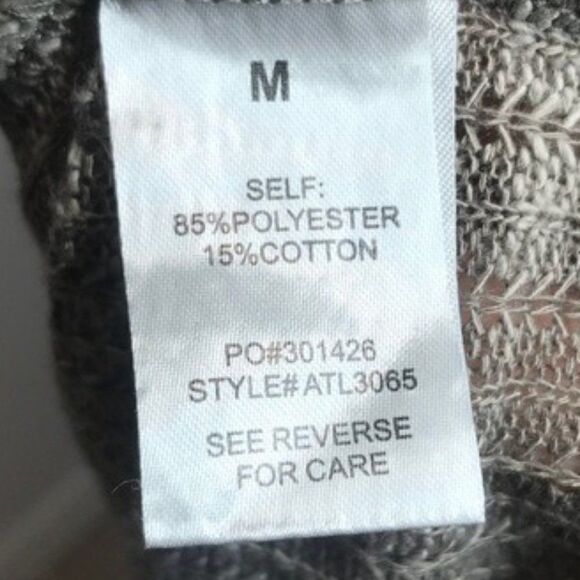 M
SELF:
85%POLYESTER
15%COTTON
PO#301426
STYLE#ATL3065
SEE REVERSE
FOR CARE